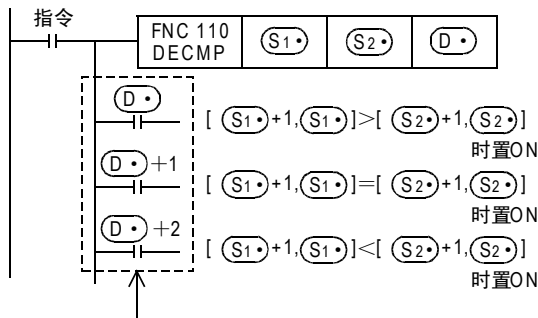 指令
FNC 110 DECMP S1• S2• D•
D• [ S1•+1,S1•]>[ S2•+1,S2•]
时置ON
D•+1 [ S1•+1,S1•]=[ S2•+1,S2•]
时置ON
D•+2 [ S1•+1,S1•]<[ S2•+1,S2•]
时置ON